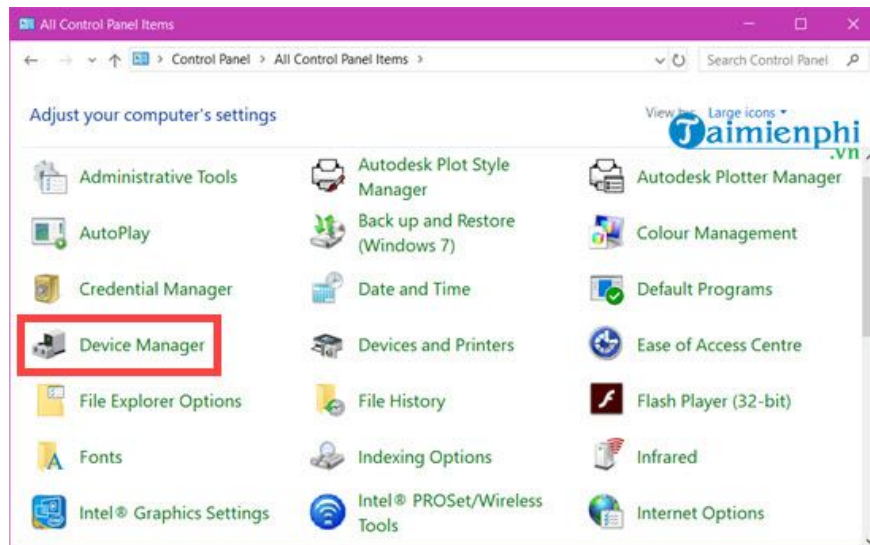 All Control Panel Items
Control Panel > All Control Panel Items >
Search Control Panel
Adjust your computer's settings
View by: Large icons
Taimienphi
.vn
Administrative Tools
Autodesk Plot Style
Manager
Autodesk Plotter Manager
AutoPlay
Back up and Restore
(Windows 7)
Colour Management
Credential Manager
Date and Time
Default Programs
Device Manager
Devices and Printers
Ease of Access Centre
File Explorer Options
File History
Flash Player (32-bit)
Fonts
Indexing Options
Infrared
Intel® Graphics Settings
Intel® PROSet/Wireless
Tools
Internet Options